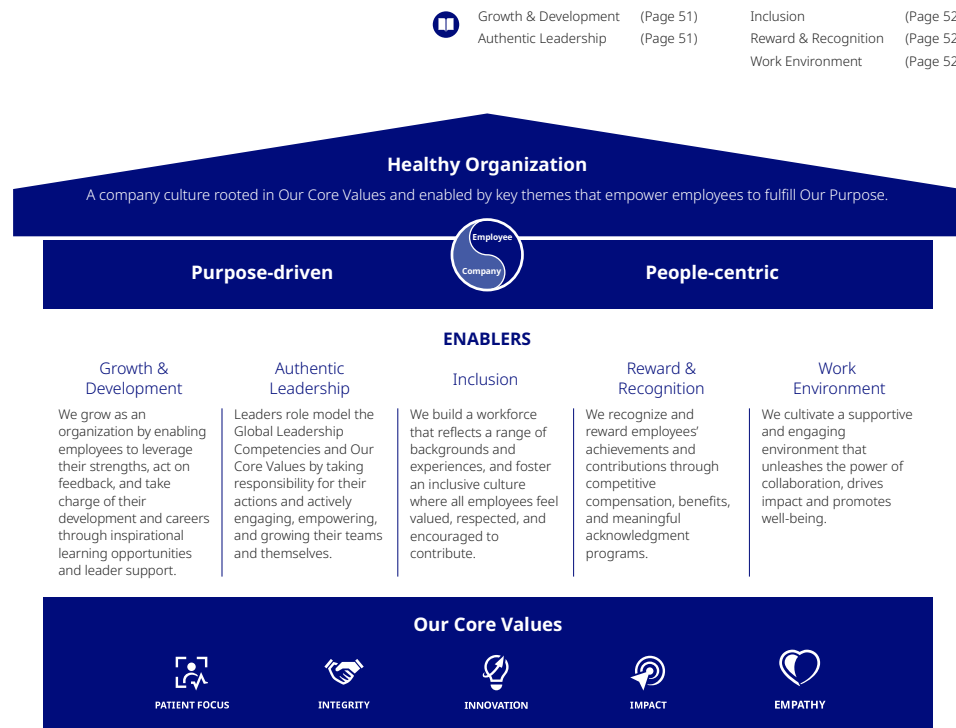 Growth & Development (Page 51) Inclusion (Page 52
Authentic Leadership (Page 51) Reward & Recognition (Page 52
Work Environment (Page 52
Healthy Organization
A company culture rooted in Our Core Values and enabled by key themes that empower employees to fulfill Our Purpose.
Employee
Company
Purpose-driven
People-centric
ENABLERS
Growth &
Development
We grow as an
organization by enabling
employees to leverage
their strengths, act on
feedback, and take
charge of their
development and careers
through inspirational
learning opportunities
and leader support.
Authentic
Leadership
Leaders role model the
Global Leadership
Competencies and Our
Core Values by taking
responsibility for their
actions and actively
engaging, empowering,
and growing their teams
and themselves.
Inclusion
We build a workforce
that reflects a range of
backgrounds and
experiences, and foster
an inclusive culture
where all employees feel
valued, respected, and
encouraged to
contribute.
Reward &
Recognition
We recognize and
reward employees’
achievements and
contributions through
competitive
compensation, benefits,
and meaningful
acknowledgment
programs.
Work
Environment
We cultivate a supportive
and engaging
environment that
unleashes the power of
collaboration, drives
impact and promotes
well-being.
Our Core Values
PATIENT FOCUS
INTEGRITY
INNOVATION
IMPACT
EMPATHY